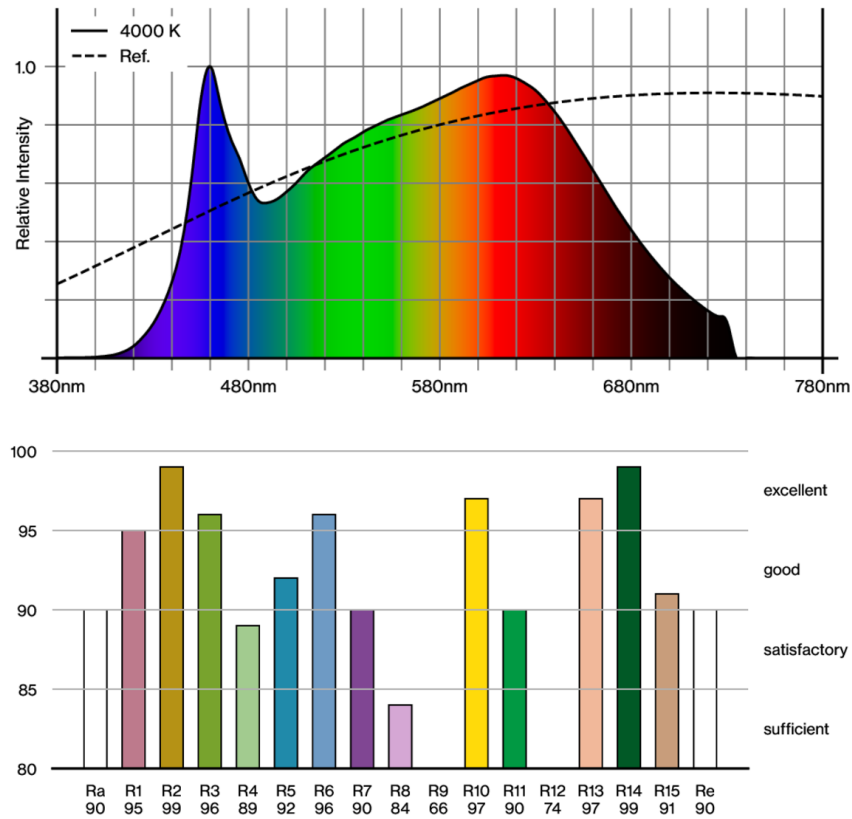 4000 K
Ref.
1.0
Relative Intensity
380nm 480nm 580nm 680nm 780nm
100
excellent
95
good
90
satisfactory
85
sufficient
80
Ra R1 R2 R3 R4 R5 R6 R7 R8 R9 R10 R11 R12 R13 R14 R15 Re
90 95 99 96 89 92 96 90 84 66 97 90 74 97 99 91 90